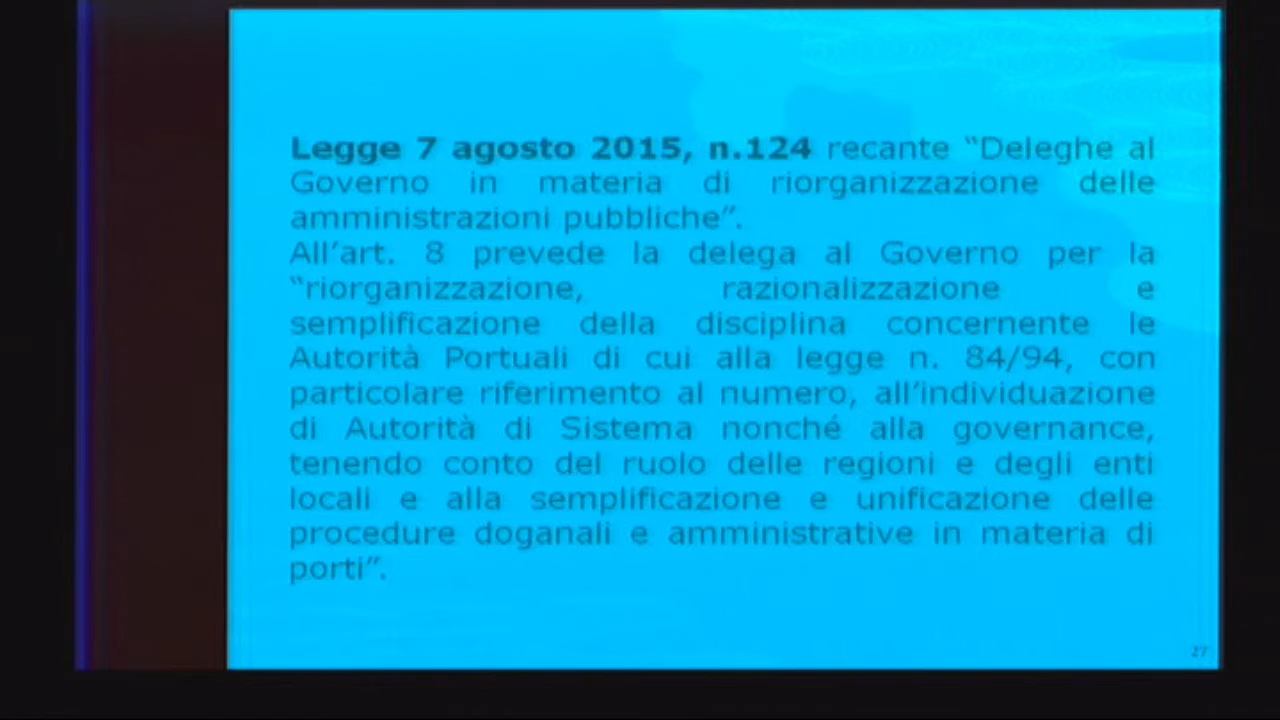 Legge 7 agosto 2015, n.124 recante “Deleghe al
Governo in materia di riorganizzazione delle
amministrazioni pubbliche”.
All’art. 8 prevede la delega al Governo per la
“riorganizzazione, razionalizzazione e
semplificazione della disciplina concernente le
Autorità Portuali di cui alla legge n. 84/94, con
particolare riferimento al numero, all’individuazione
di Autorità di Sistema nonché alla governance,
tenendo conto del ruolo delle regioni e degli enti
locali e alla semplificazione e unificazione delle
procedure doganali e amministrative in materia di
porti”.
27